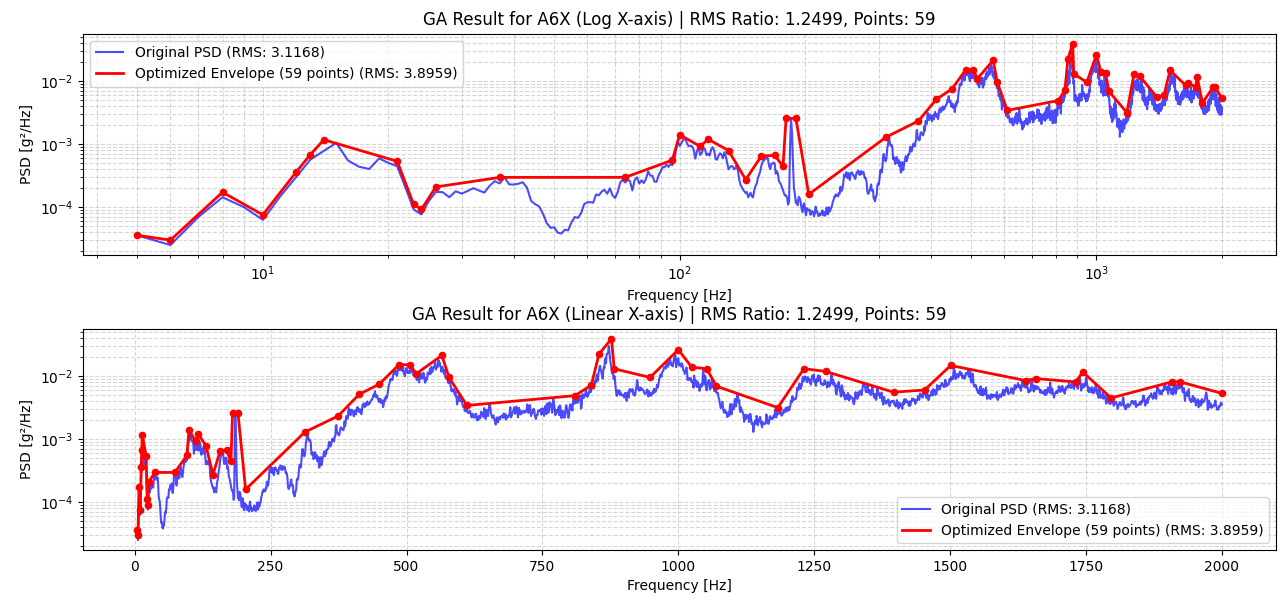 GA Result for A6X (Log X-axis) | RMS Ratio: 1.2499, Points: 59
Original PSD (RMS: 3.1168)
Optimized Envelope (59 points) (RMS: 3.8959)
PSD [g²/Hz]
10⁻²
10⁻³
10⁻⁴
10¹ 10² 10³
Frequency [Hz]
GA Result for A6X (Linear X-axis) | RMS Ratio: 1.2499, Points: 59
PSD [g²/Hz]
10⁻²
10⁻³
10⁻⁴
Original PSD (RMS: 3.1168)
Optimized Envelope (59 points) (RMS: 3.8959)
0 250 500 750 1000 1250 1500 1750 2000
Frequency [Hz]